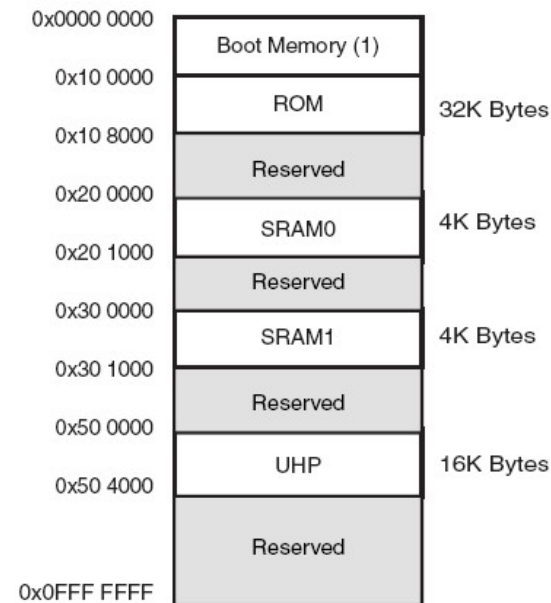 0x0000 0000
Boot Memory (1)
0x10 0000
ROM
32K Bytes
0x10 8000
Reserved
0x20 0000
SRAM0
4K Bytes
0x20 1000
Reserved
0x30 0000
SRAM1
4K Bytes
0x30 1000
Reserved
0x50 0000
UHP
16K Bytes
0x50 4000
Reserved
0x0FFF FFFF